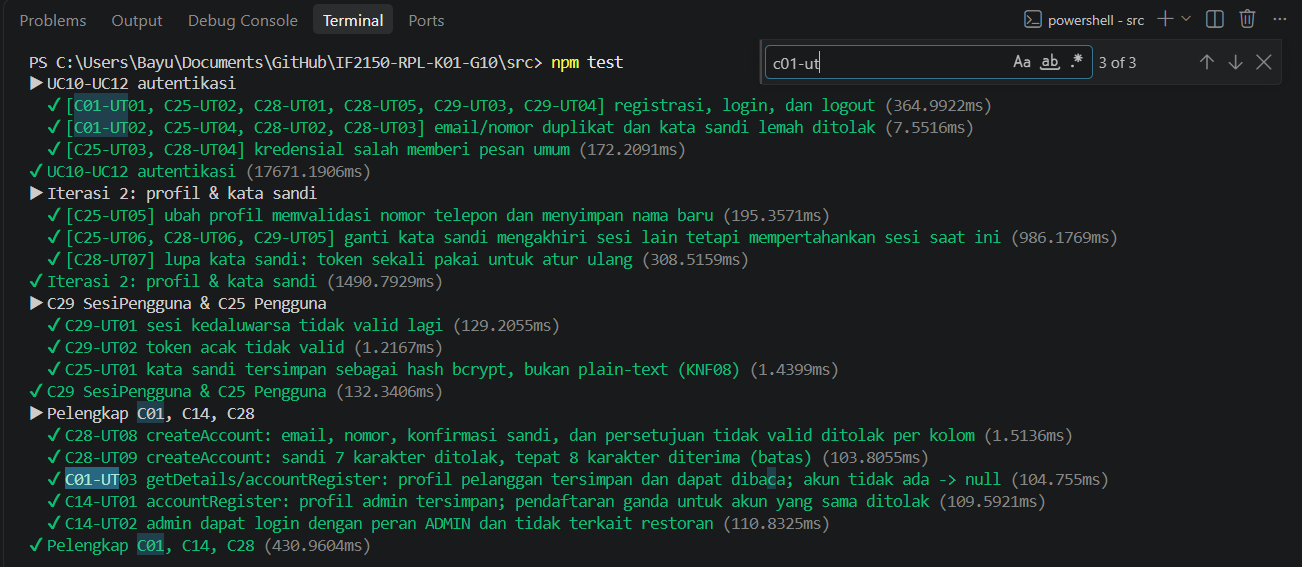 Problems Output Debug Console Terminal Ports powershell - src
PS C:\Users\Bayu\Documents\GitHub\IF2150-RPL-K01-G10\src> npm test
c01-ut Aa ab .* 3 of 3
▶ UC10-UC12 autentikasi
✓ [C01-UT01, C25-UT02, C28-UT01, C28-UT05, C29-UT03, C29-UT04] registrasi, login, dan logout (364.9922ms)
✓ [C01-UT02, C25-UT04, C28-UT02, C28-UT03] email/nomor duplikat dan kata sandi lemah ditolak (7.5516ms)
✓ [C25-UT03, C28-UT04] kredensial salah memberi pesan umum (172.2091ms)
✓ UC10-UC12 autentikasi (17671.1906ms)
▶ Iterasi 2: profil & kata sandi
✓ [C25-UT05] ubah profil memvalidasi nomor telepon dan menyimpan nama baru (195.3571ms)
✓ [C25-UT06, C28-UT06, C29-UT05] ganti kata sandi mengakhiri sesi lain tetapi mempertahankan sesi saat ini (986.1769ms)
✓ [C28-UT07] lupa kata sandi: token sekali pakai untuk atur ulang (308.5159ms)
✓ Iterasi 2: profil & kata sandi (1490.7929ms)
▶ C29 SesiPengguna & C25 Pengguna
✓ C29-UT01 sesi kedaluwarsa tidak valid lagi (129.2055ms)
✓ C29-UT02 token acak tidak valid (1.2167ms)
✓ C25-UT01 kata sandi tersimpan sebagai hash bcrypt, bukan plain-text (KNF08) (1.4399ms)
✓ C29 SesiPengguna & C25 Pengguna (132.3406ms)
▶ Pelengkap C01, C14, C28
✓ C28-UT08 createAccount: email, nomor, konfirmasi sandi, dan persetujuan tidak valid ditolak per kolom (1.5136ms)
✓ C28-UT09 createAccount: sandi 7 karakter ditolak, tepat 8 karakter diterima (batas) (103.8055ms)
✓ C01-UT03 getDetails/accountRegister: profil pelanggan tersimpan dan dapat dibaca; akun tidak ada -> null (104.755ms)
✓ C14-UT01 accountRegister: profil admin tersimpan; pendaftaran ganda untuk akun yang sama ditolak (109.5921ms)
✓ C14-UT02 admin dapat login dengan peran ADMIN dan tidak terkait restoran (110.8325ms)
✓ Pelengkap C01, C14, C28 (430.9604ms)